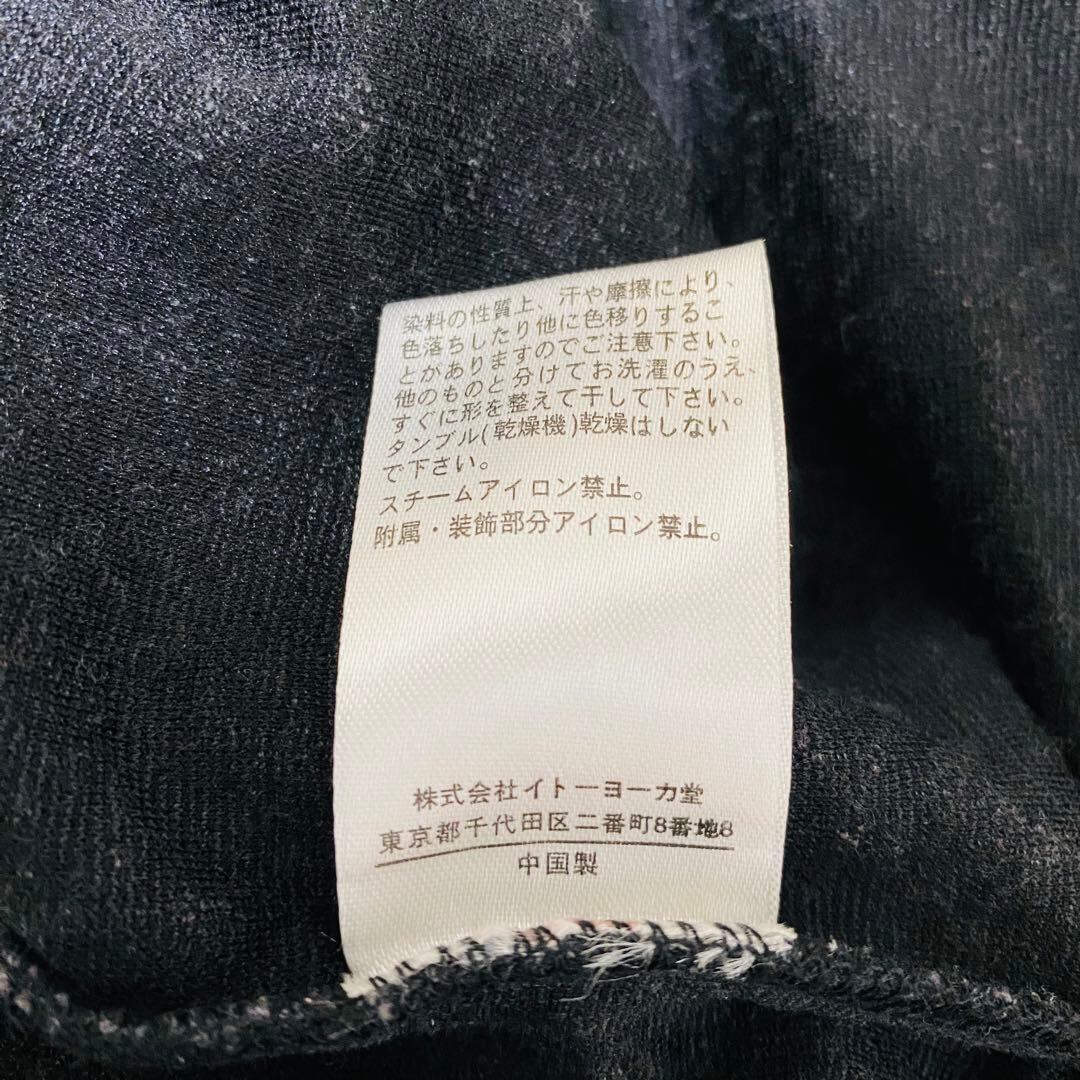 染料の性質上、汗や摩擦により、
色落ちしたり他に色移りするこ
とかありますのでご注意下さい。
他のものと分けてお洗濯のうえ、
すぐに形を整えて干して下さい。
タンブル(乾燥機)乾燥はしない
で下さい。
スチームアイロン禁止。
附属・装飾部分アイロン禁止。
株式会社イトーヨーカ堂
東京都千代田区二番町8番地8
中国製